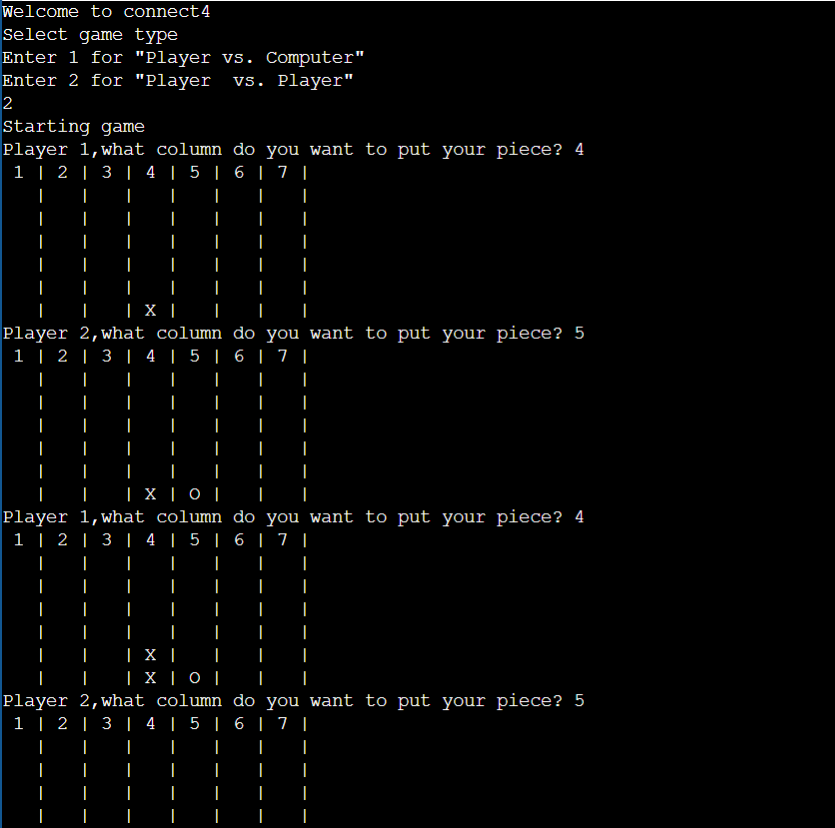 Welcome to connect4
Select game type
Enter 1 for "Player vs. Computer"
Enter 2 for "Player  vs. Player"
2
Starting game
Player 1,what column do you want to put your piece? 4
 1 | 2 | 3 | 4 | 5 | 6 | 7 |
   |   |   |   |   |   |   |
   |   |   |   |   |   |   |
   |   |   |   |   |   |   |
   |   |   |   |   |   |   |
   |   |   |   |   |   |   |
   |   |   | X |   |   |   |
Player 2,what column do you want to put your piece? 5
 1 | 2 | 3 | 4 | 5 | 6 | 7 |
   |   |   |   |   |   |   |
   |   |   |   |   |   |   |
   |   |   |   |   |   |   |
   |   |   |   |   |   |   |
   |   |   |   |   |   |   |
   |   |   | X | O |   |   |
Player 1,what column do you want to put your piece? 4
 1 | 2 | 3 | 4 | 5 | 6 | 7 |
   |   |   |   |   |   |   |
   |   |   |   |   |   |   |
   |   |   |   |   |   |   |
   |   |   |   |   |   |   |
   |   |   | X |   |   |   |
   |   |   | X | O |   |   |
Player 2,what column do you want to put your piece? 5
 1 | 2 | 3 | 4 | 5 | 6 | 7 |
   |   |   |   |   |   |   |
   |   |   |   |   |   |   |
   |   |   |   |   |   |   |
   |   |   |   |   |   |   |